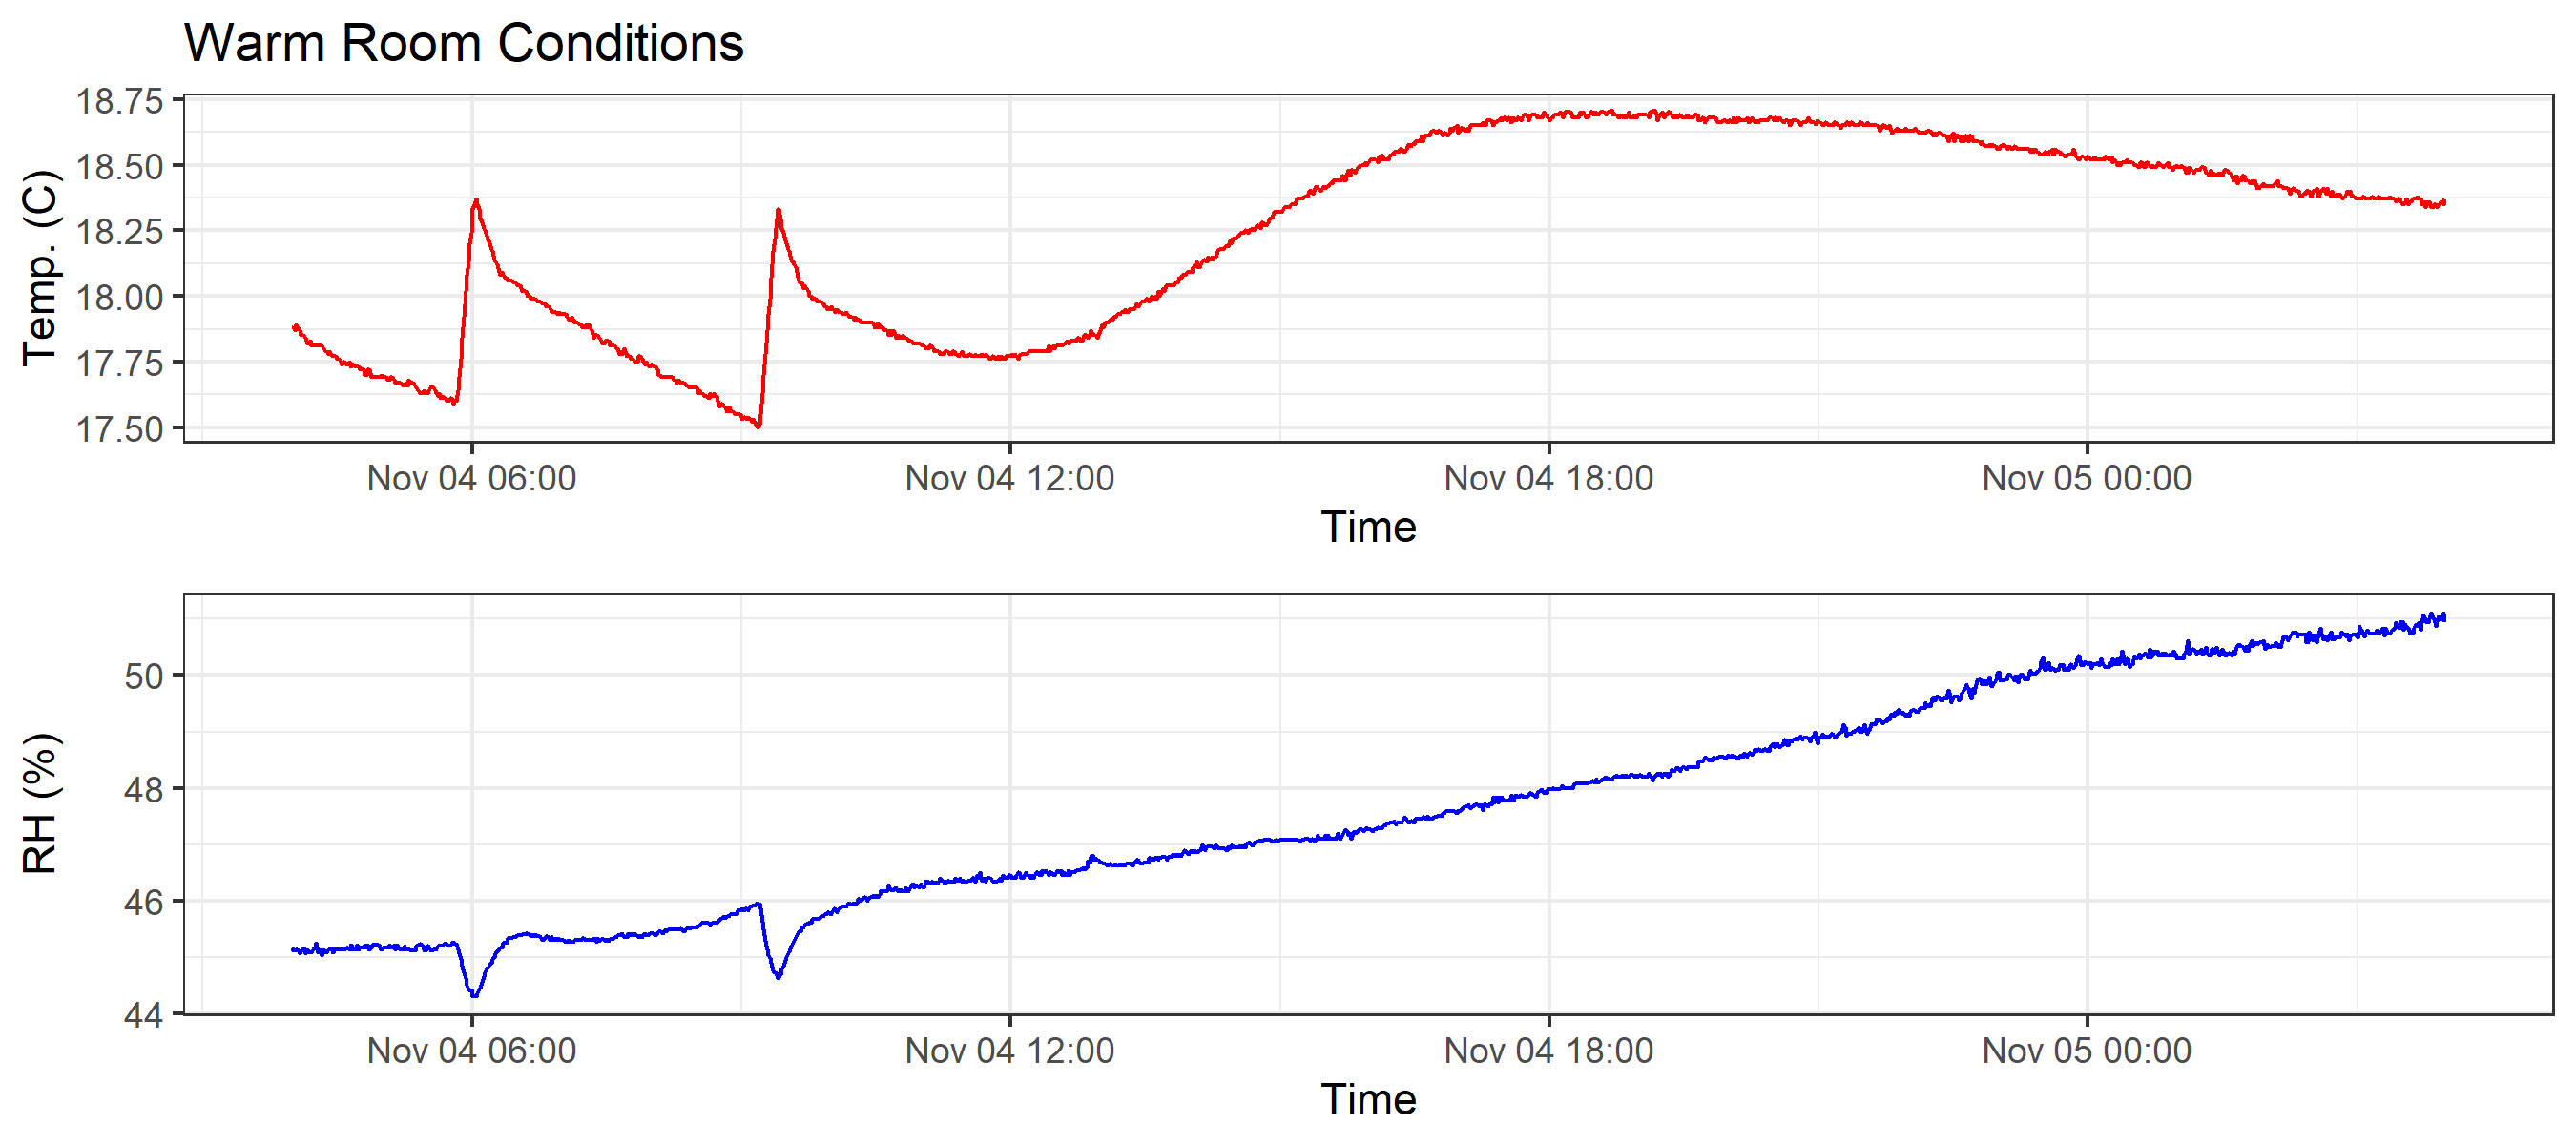 Warm Room Conditions
Temp. (C)
18.75
18.50
18.25
18.00
17.75
17.50
Nov 04 06:00 Nov 04 12:00 Nov 04 18:00 Nov 05 00:00
Time
RH (%)
50
48
46
44
Nov 04 06:00 Nov 04 12:00 Nov 04 18:00 Nov 05 00:00
Time